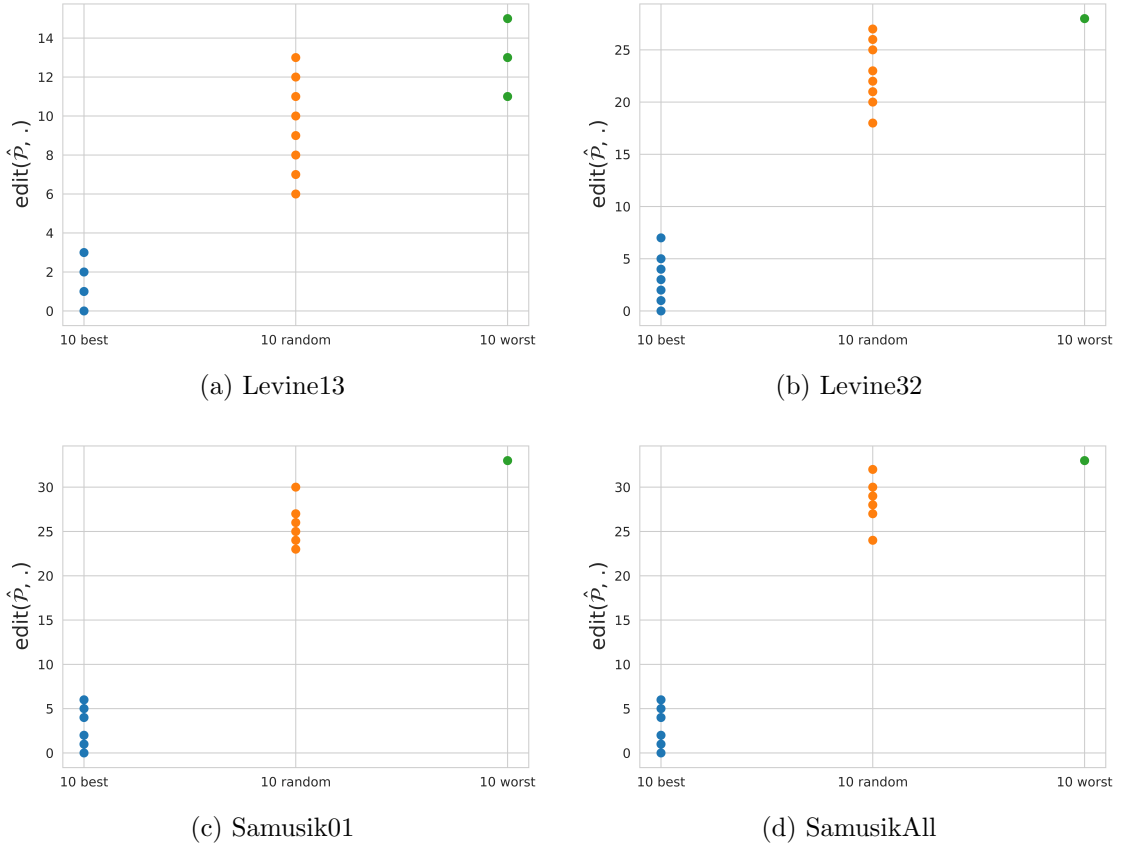 14
12
10
8
6
4
2
0
edit(P̂, .)
10 best 10 random 10 worst
(a) Levine13
25
20
15
10
5
0
edit(P̂, .)
10 best 10 random 10 worst
(b) Levine32
30
25
20
15
10
5
0
edit(P̂, .)
10 best 10 random 10 worst
(c) Samusik01
30
25
20
15
10
5
0
edit(P̂, .)
10 best 10 random 10 worst
(d) SamusikAll